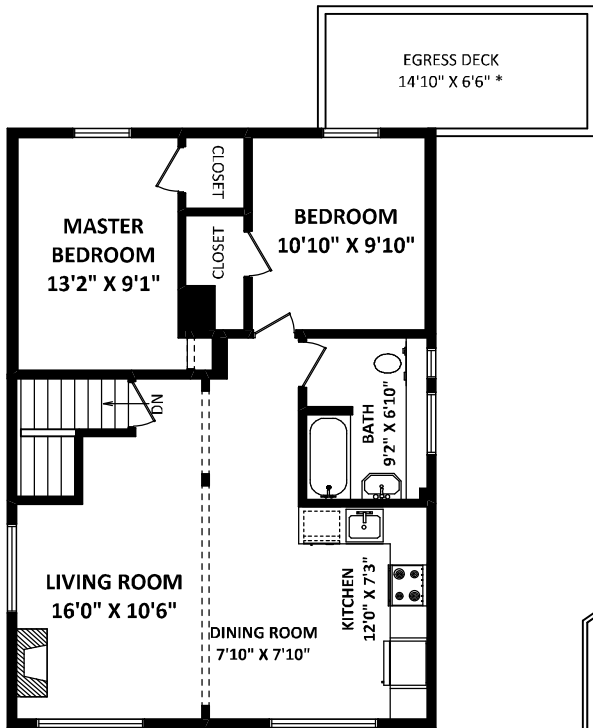 EGRESS DECK
14'10" X 6'6" *
CLOSET
MASTER
BEDROOM
13'2" X 9'1"
BEDROOM
10'10" X 9'10"
CLOSET
DN
BATH
9'2" X 6'10"
LIVING ROOM
16'0" X 10'6"
KITCHEN
12'0" X 7'3"
DINING ROOM
7'10" X 7'10"